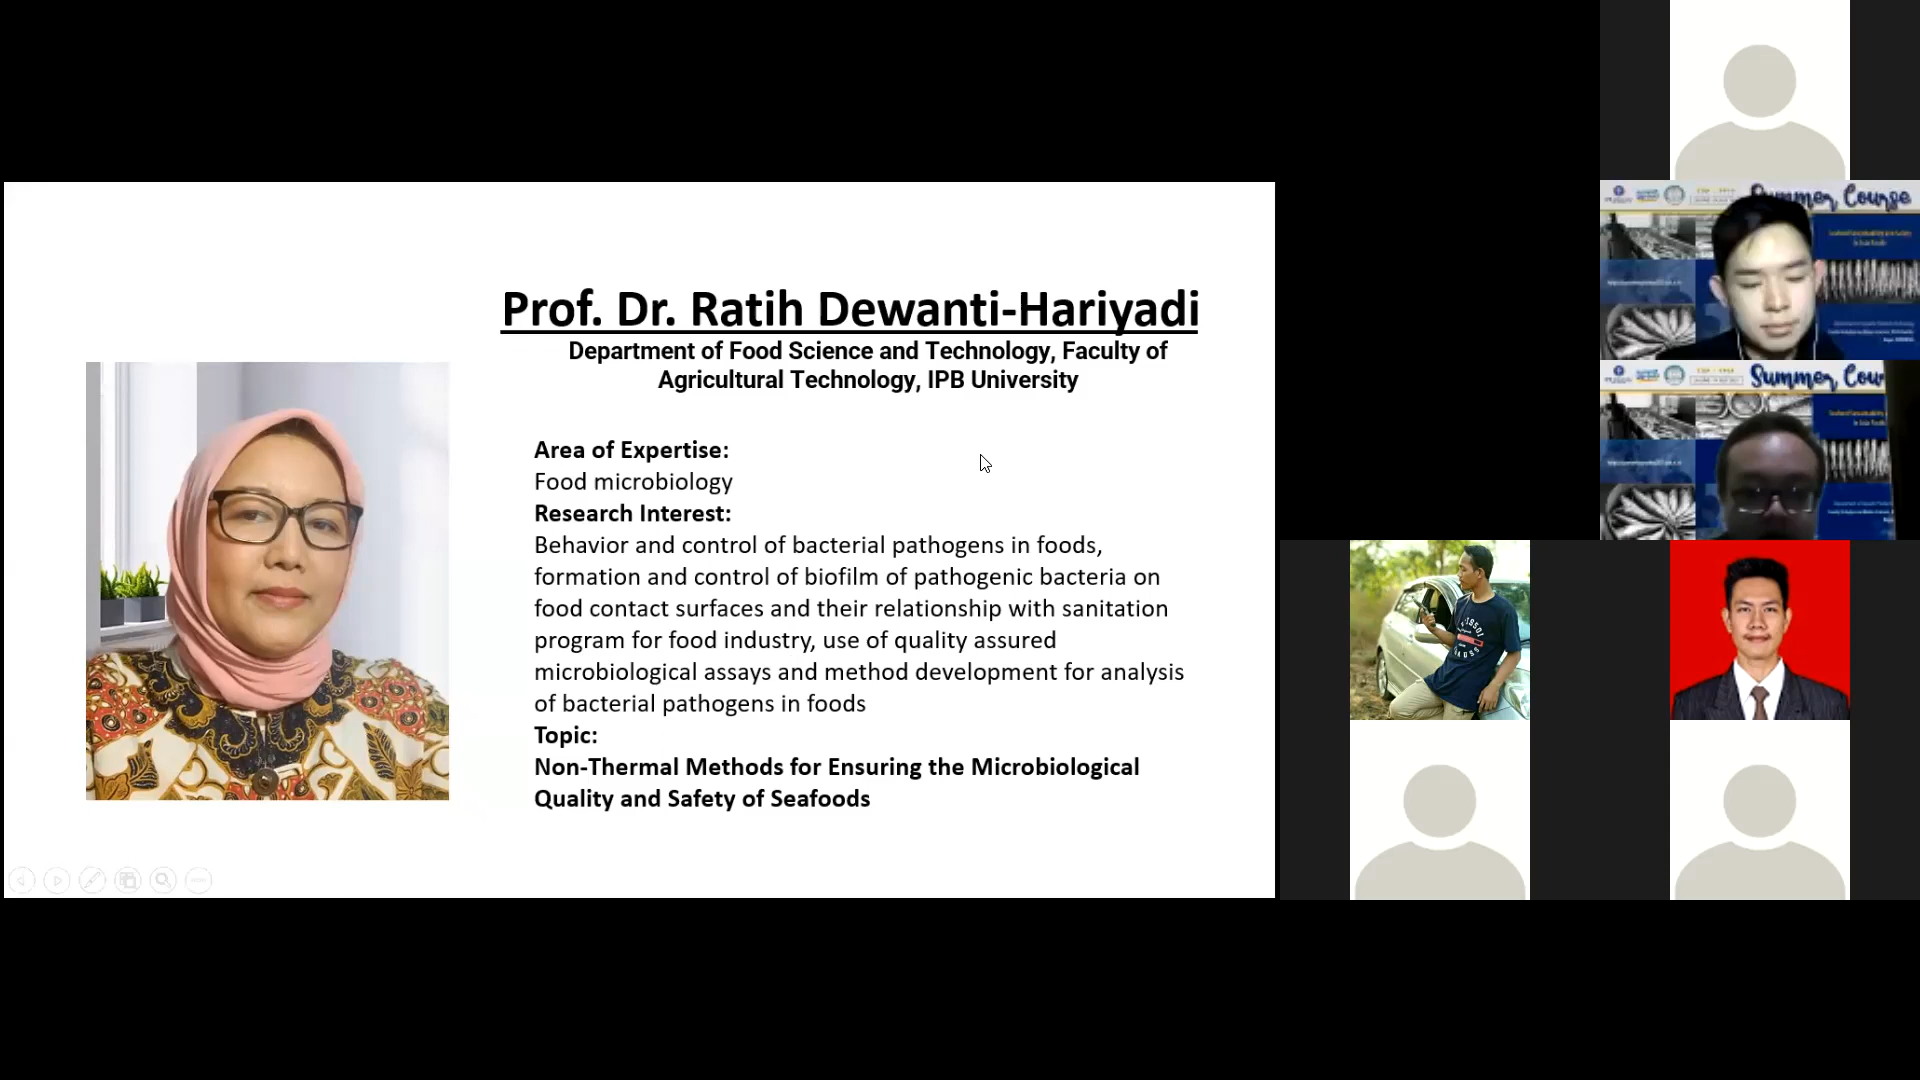 Prof. Dr. Ratih Dewanti-Hariyadi
Department of Food Science and Technology, Faculty of
Agricultural Technology, IPB University
Area of Expertise:
Food microbiology
Research Interest:
Behavior and control of bacterial pathogens in foods,
formation and control of biofilm of pathogenic bacteria on
food contact surfaces and their relationship with sanitation
program for food industry, use of quality assured
microbiological assays and method development for analysis
of bacterial pathogens in foods
Topic:
Non-Thermal Methods for Ensuring the Microbiological
Quality and Safety of Seafoods
Summer Course
Summer Cour